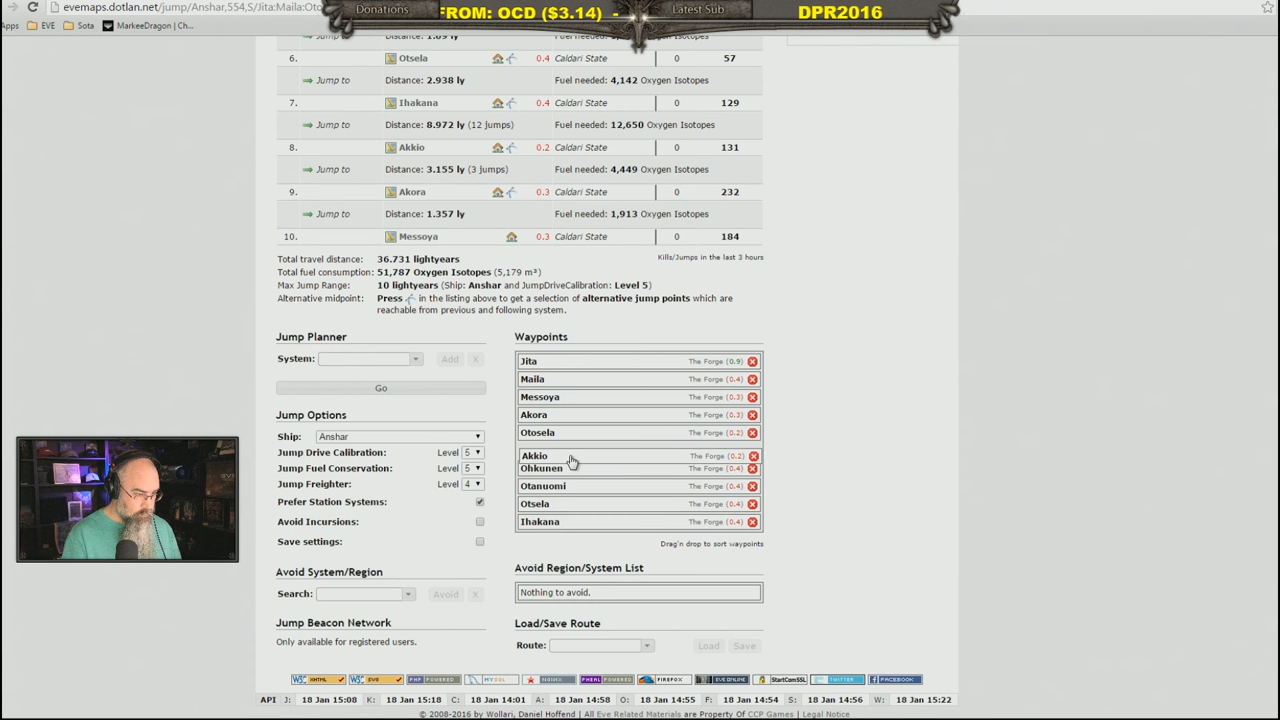 evemaps.dotlan.net/jump/Anshar,554,S/Jita:Maila:Oto
Donations
FROM: OCD ($3.14) -
Latest Sub
DPR2016
Apps
EVE
Sota
MarkeeDragon | Ch...
6. Otsela 0.4 Caldari State 0 57
Jump to Distance: 2.938 ly Fuel needed: 4,142 Oxygen Isotopes
7. Ihakana 0.4 Caldari State 0 129
Jump to Distance: 8.972 ly (12 jumps) Fuel needed: 12,650 Oxygen Isotopes
8. Akkio 0.2 Caldari State 0 131
Jump to Distance: 3.155 ly (3 jumps) Fuel needed: 4,449 Oxygen Isotopes
9. Akora 0.3 Caldari State 0 232
Jump to Distance: 1.357 ly Fuel needed: 1,913 Oxygen Isotopes
10. Messoya 0.3 Caldari State 0 184
Total travel distance: 36.731 lightyears
Kills/Jumps in the last 3 hours
Total fuel consumption: 51,787 Oxygen Isotopes (5,179 m³)
Max Jump Range: 10 lightyears (Ship: Anshar and JumpDriveCalibration: Level 5)
Alternative midpoint: Press in the listing above to get a selection of alternative jump points which are
reachable from previous and following system.
Jump Planner
System: Add X
Go
Jump Options
Ship: Anshar
Jump Drive Calibration: Level 5
Jump Fuel Conservation: Level 5
Jump Freighter: Level 4
Prefer Station Systems:
Avoid Incursions:
Save settings:
Avoid System/Region
Search: Avoid X
Jump Beacon Network
Only available for registered users.
Waypoints
Jita The Forge (0.9)
Maila The Forge (0.4)
Messoya The Forge (0.3)
Akora The Forge (0.3)
Otosela The Forge (0.2)
Akkio The Forge (0.2)
Ohkunen The Forge (0.4)
Otanuomi The Forge (0.4)
Otsela The Forge (0.4)
Ihakana The Forge (0.4)
Drag'n drop to sort waypoints
Avoid Region/System List
Nothing to avoid.
Load/Save Route
Route: Load Save
W3C XHTML EVE POWERED PHP POWERED MYSQL NGINX PHEAL POWERED FIREFOX EVE ONLINE StartComSSL TWITTER FACEBOOK
API J: 18 Jan 15:08 K: 18 Jan 15:18 C: 18 Jan 14:01 A: 18 Jan 14:58 O: 18 Jan 14:55 F: 18 Jan 14:54 S: 18 Jan 14:56 W: 18 Jan 15:22
© 2008-2016 by Wollari, Daniel Hoffend | All Eve Related Materials are Property Of CCP Games | Legal Notice